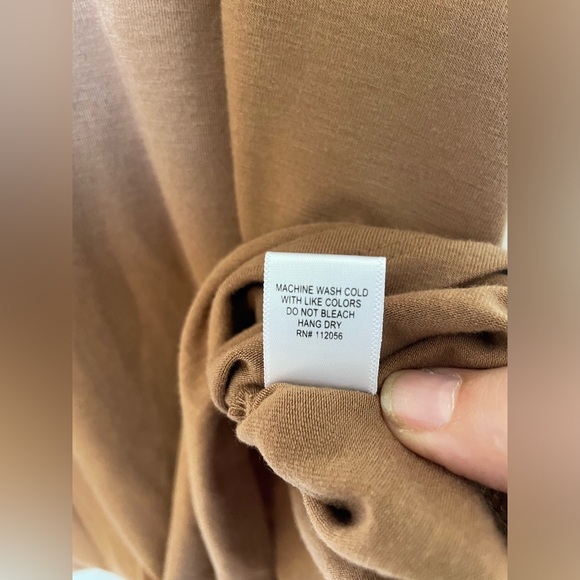 MACHINE WASH COLD
WITH LIKE COLORS
DO NOT BLEACH
HANG DRY
RN# 112056